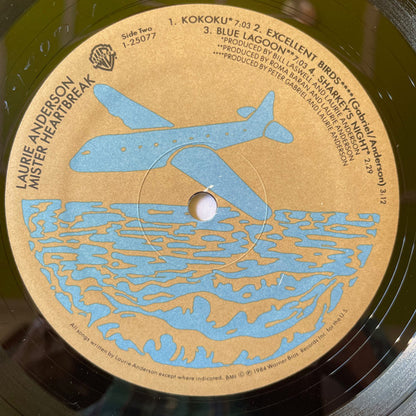 WB
Side Two
1-25077
1. KOKOKU* 7:03 2. EXCELLENT BIRDS**** (Gabriel/Anderson) 3:12
3. BLUE LAGOON** 7:03 4. SHARKEY'S NIGHT** 2:29
*PRODUCED BY BILL LASWELL AND LAURIE ANDERSON
**PRODUCED BY ROMA BARAN AND LAURIE ANDERSON
****PRODUCED BY PETER GABRIEL AND LAURIE ANDERSON
LAURIE ANDERSON
MISTER HEARTBREAK
All songs written by Laurie Anderson except where indicated. BMI © ℗ 1984 Warner Bros. Records Inc. for the U.S.